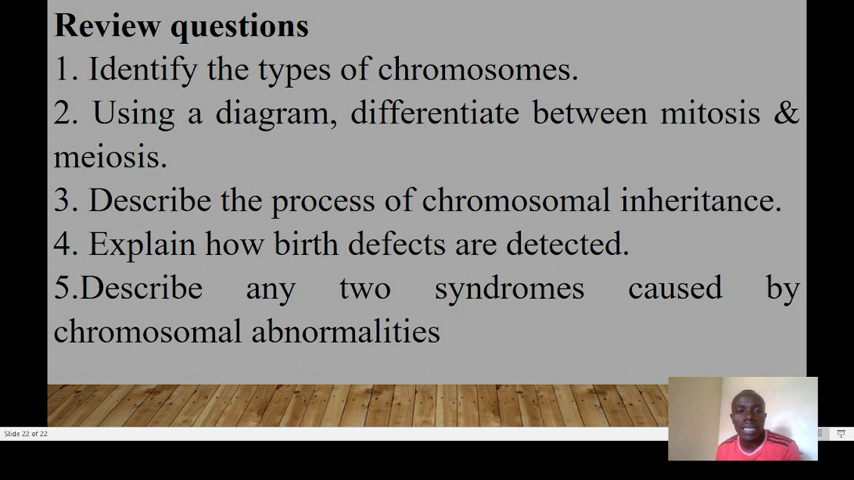 Review questions
1. Identify the types of chromosomes.
2. Using a diagram, differentiate between mitosis &
meiosis.
3. Describe the process of chromosomal inheritance.
4. Explain how birth defects are detected.
5.Describe any two syndromes caused by
chromosomal abnormalities
Slide 22 of 22